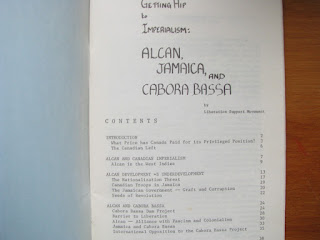 GETTING HIP
to
IMPERIALISM:
ALCAN,
JAMAICA,
AND
CABORA BASSA
by
Liberation Support Movement
CONTENTS
INTRODUCTION
What Price has Canada Paid for its Privileged Position?
The Canadian Left
ALCAN AND CANADIAN IMPERIALISM
Alcan in the West Indies
ALCAN DEVELOPMENT =S UNDERDEVELOPMENT
The Nationalization Threat
Canadian Troops in Jamaica
The Jamaican Government -- Graft and Corruption
Seeds of Revolution
ALCAN AND CABORA BASSA
Cabora Bassa Dam Project
Barrier to Liberation
Alcan -- Alliance with Fascism and Colonialism
Jamaica and Cabora Bassa
International Opposition to the Cabora Bassa Project